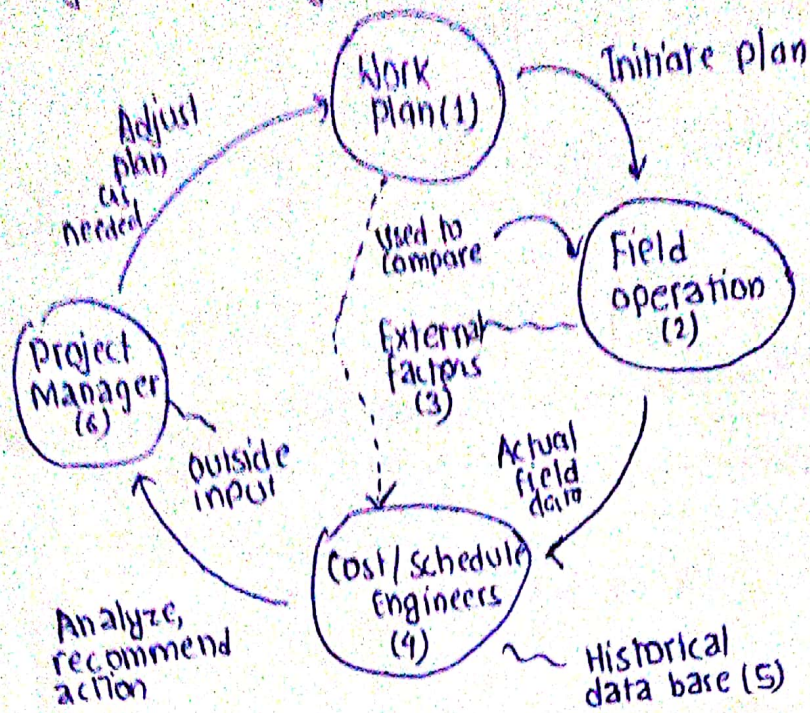 Work
plan(1)
Initiate plan
Adjust
plan
as
needed
Used to
compare
Field
operation
(2)
External
factors
(3)
Project
Manager
(6)
Outside
input
Actual
field
data
Cost/schedule
Engineers
(4)
Analyze,
recommend
action
Historical
data base (5)